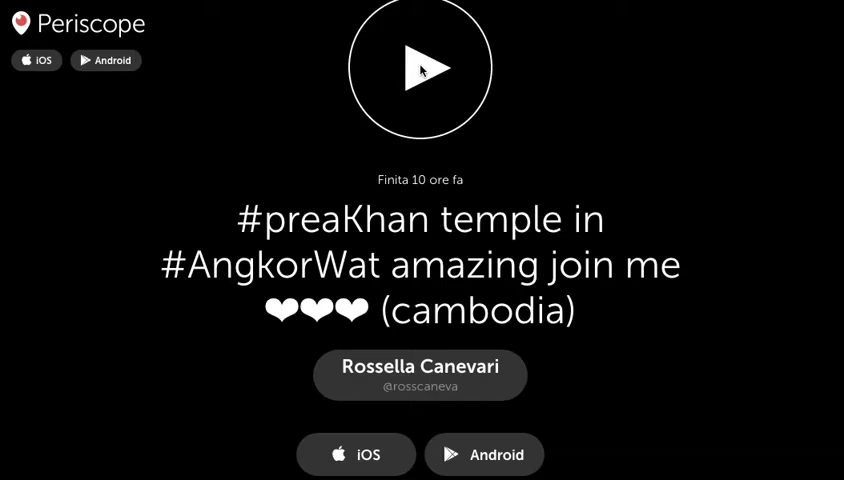 Periscope
iOS
Android
Finita 10 ore fa
#preaKhan temple in
#AngkorWat amazing join me
❤❤❤ (cambodia)
Rossella Canevari
@rosscaneva
iOS
Android